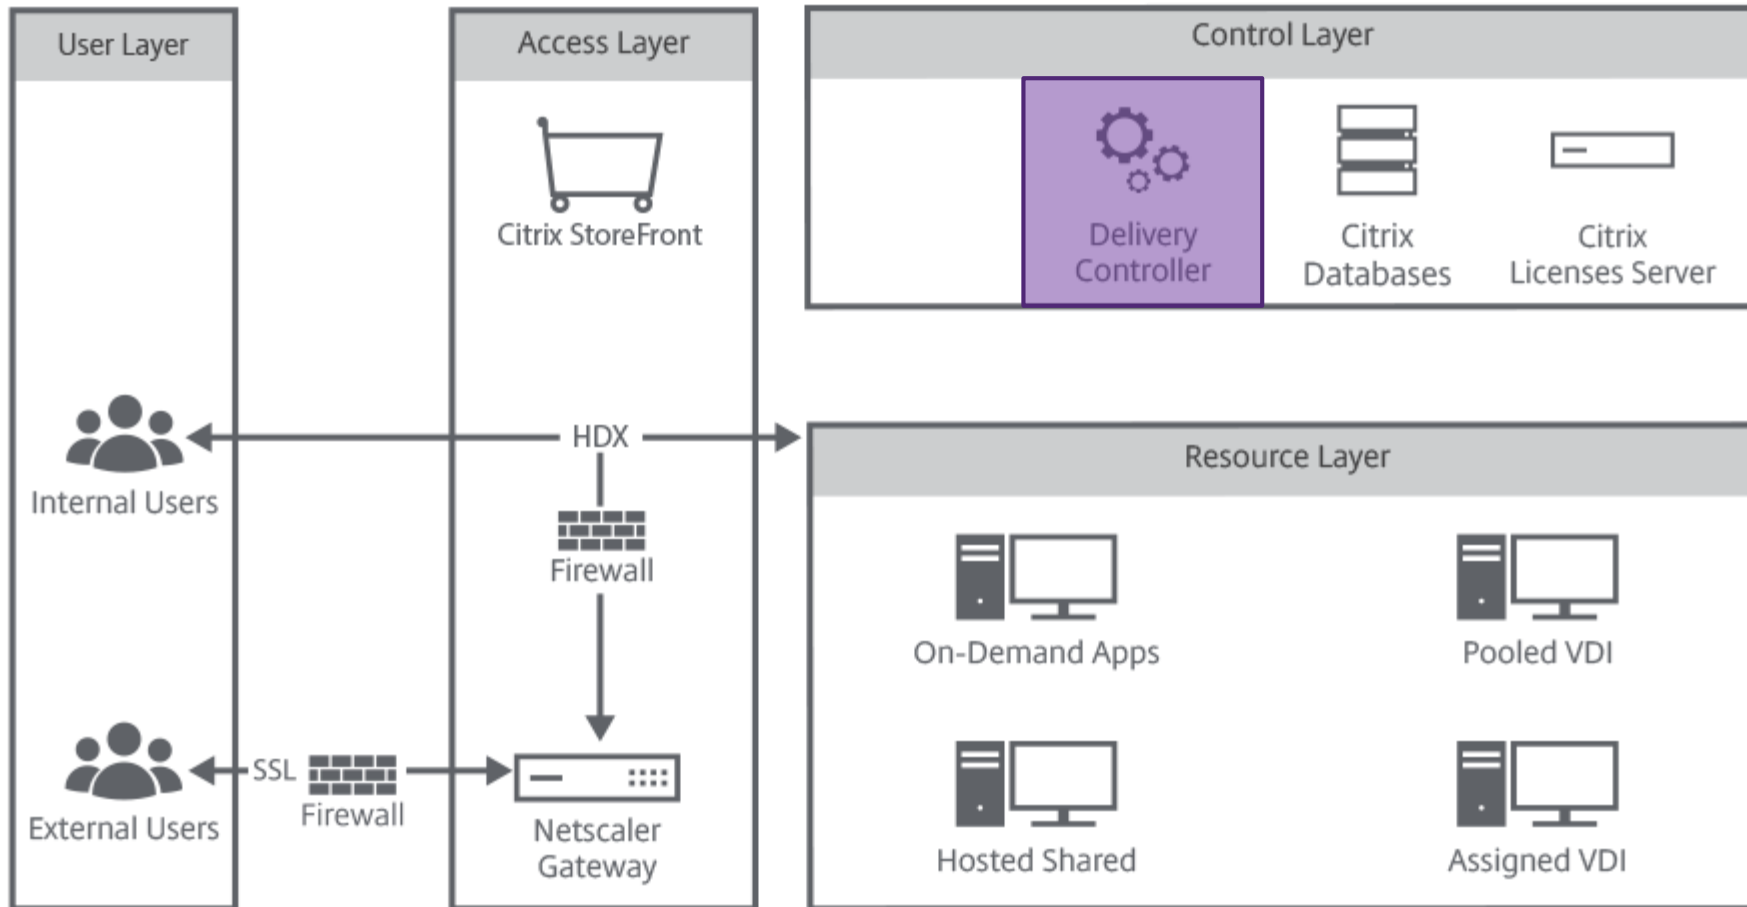 User Layer
Access Layer
Control Layer
Citrix StoreFront
Delivery
Controller
Citrix
Databases
Citrix
Licenses Server
HDX
Internal Users
Firewall
Resource Layer
On-Demand Apps
Pooled VDI
SSL
Firewall
External Users
Netscaler
Gateway
Hosted Shared
Assigned VDI